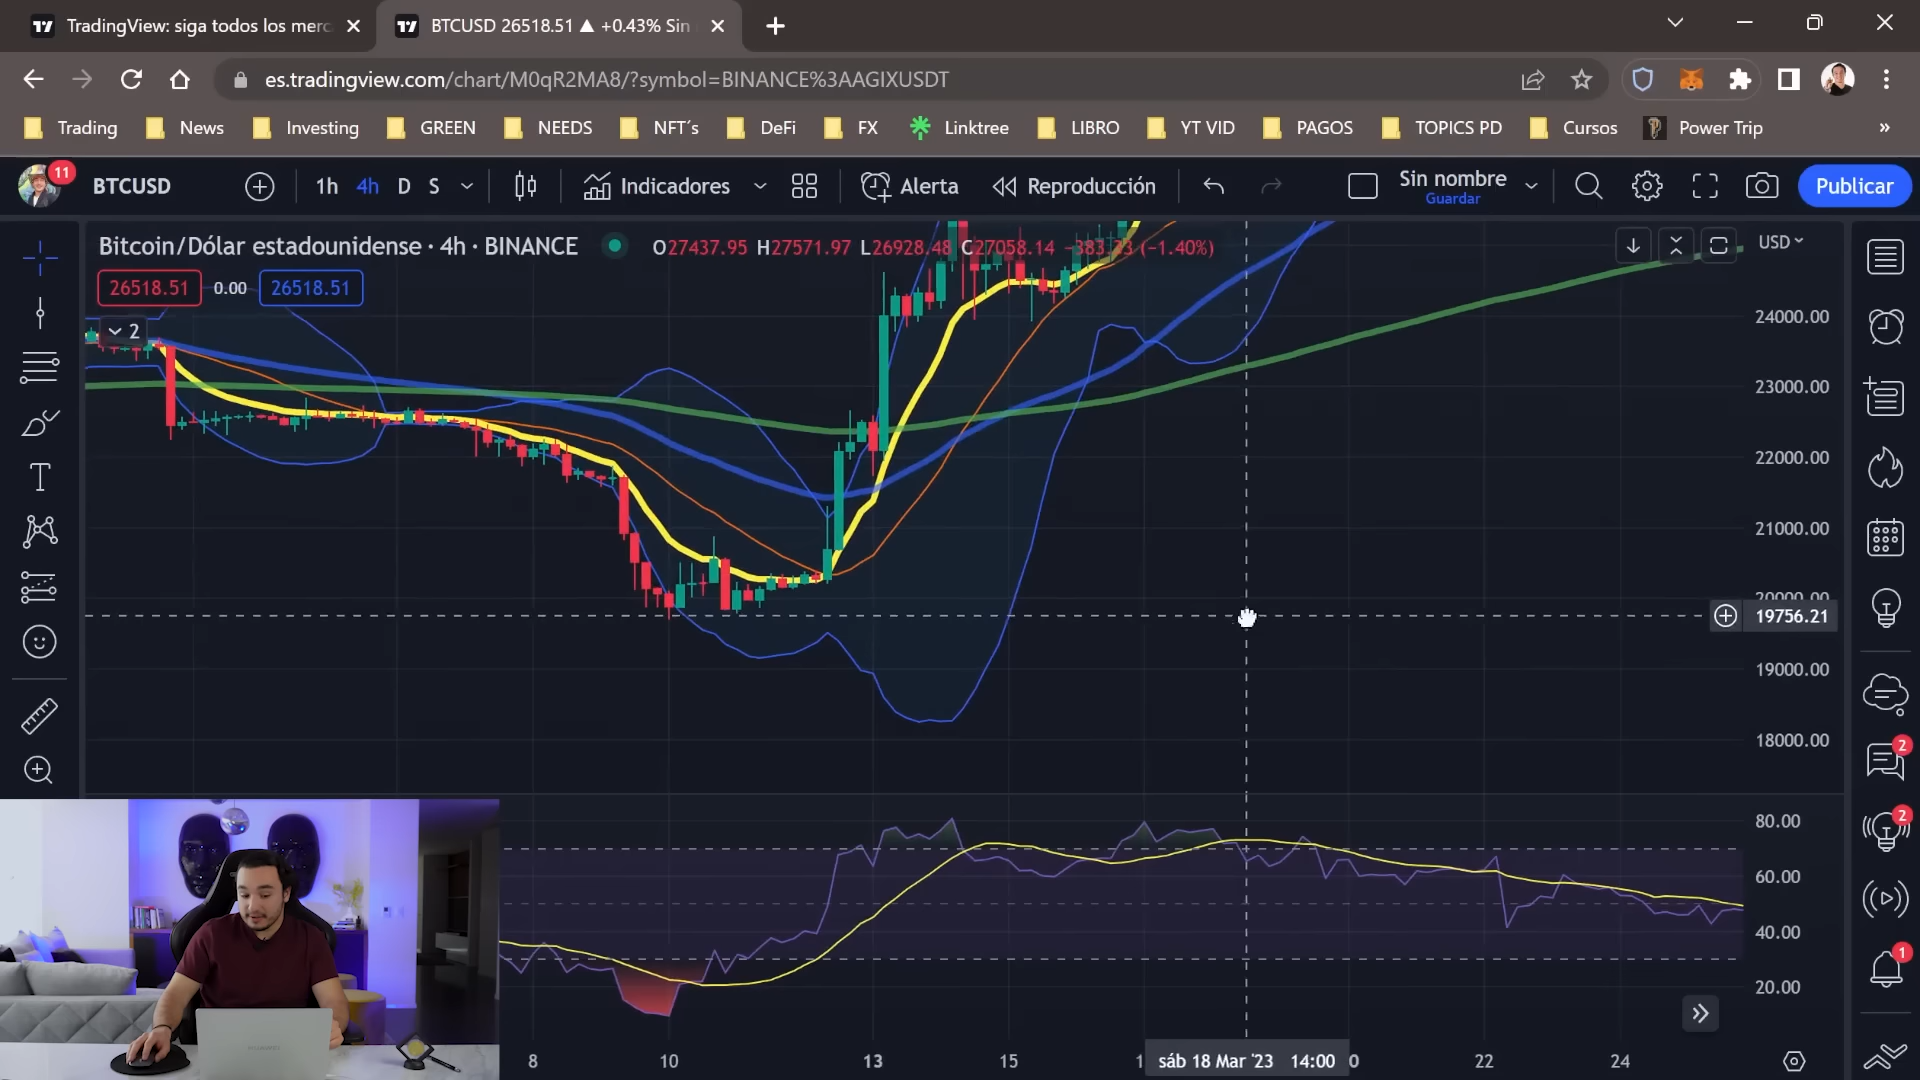 TradingView: siga todos los merc
BTCUSD 26518.51 ▲ +0.43% Sin
es.tradingview.com/chart/M0qR2MA8/?symbol=BINANCE%3AAGIXUSDT
Trading News Investing GREEN NEEDS NFT´s DeFi FX Linktree LIBRO YT VID PAGOS TOPICS PD Cursos Power Trip »
11
BTCUSD 1h 4h D S Indicadores Alerta Reproducción Sin nombre Publicar
Guardar
Bitcoin/Dólar estadounidense · 4h · BINANCE O27437.95 H27571.97 L26928.48 C27058.14 −383.73 (−1.40%) USD
26518.51 0.00 26518.51
2
24000.00
23000.00
22000.00
21000.00
20000.00
19756.21
19000.00
18000.00
2
2
1
80.00
60.00
40.00
20.00
8 10 13 15 1 sáb 18 Mar '23 14:00 0 22 24